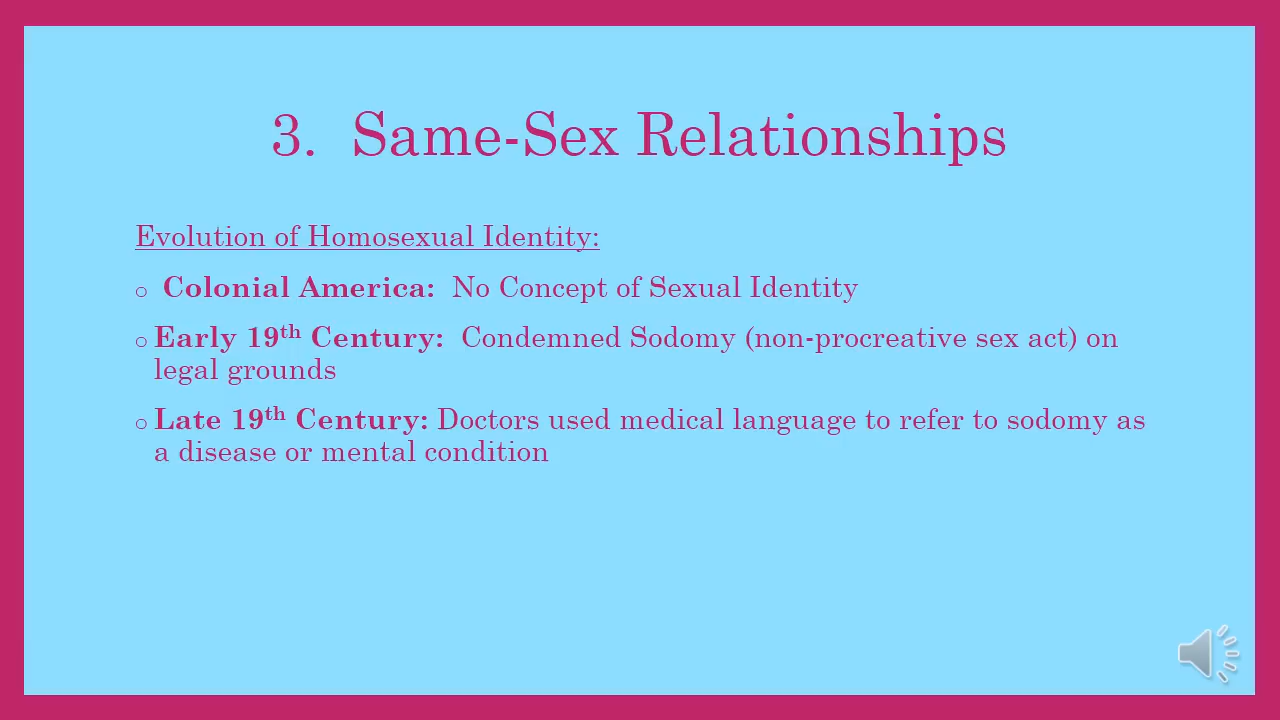 3. Same-Sex Relationships
Evolution of Homosexual Identity:
o Colonial America: No Concept of Sexual Identity
o Early 19th Century: Condemned Sodomy (non-procreative sex act) on
legal grounds
o Late 19th Century: Doctors used medical language to refer to sodomy as
a disease or mental condition